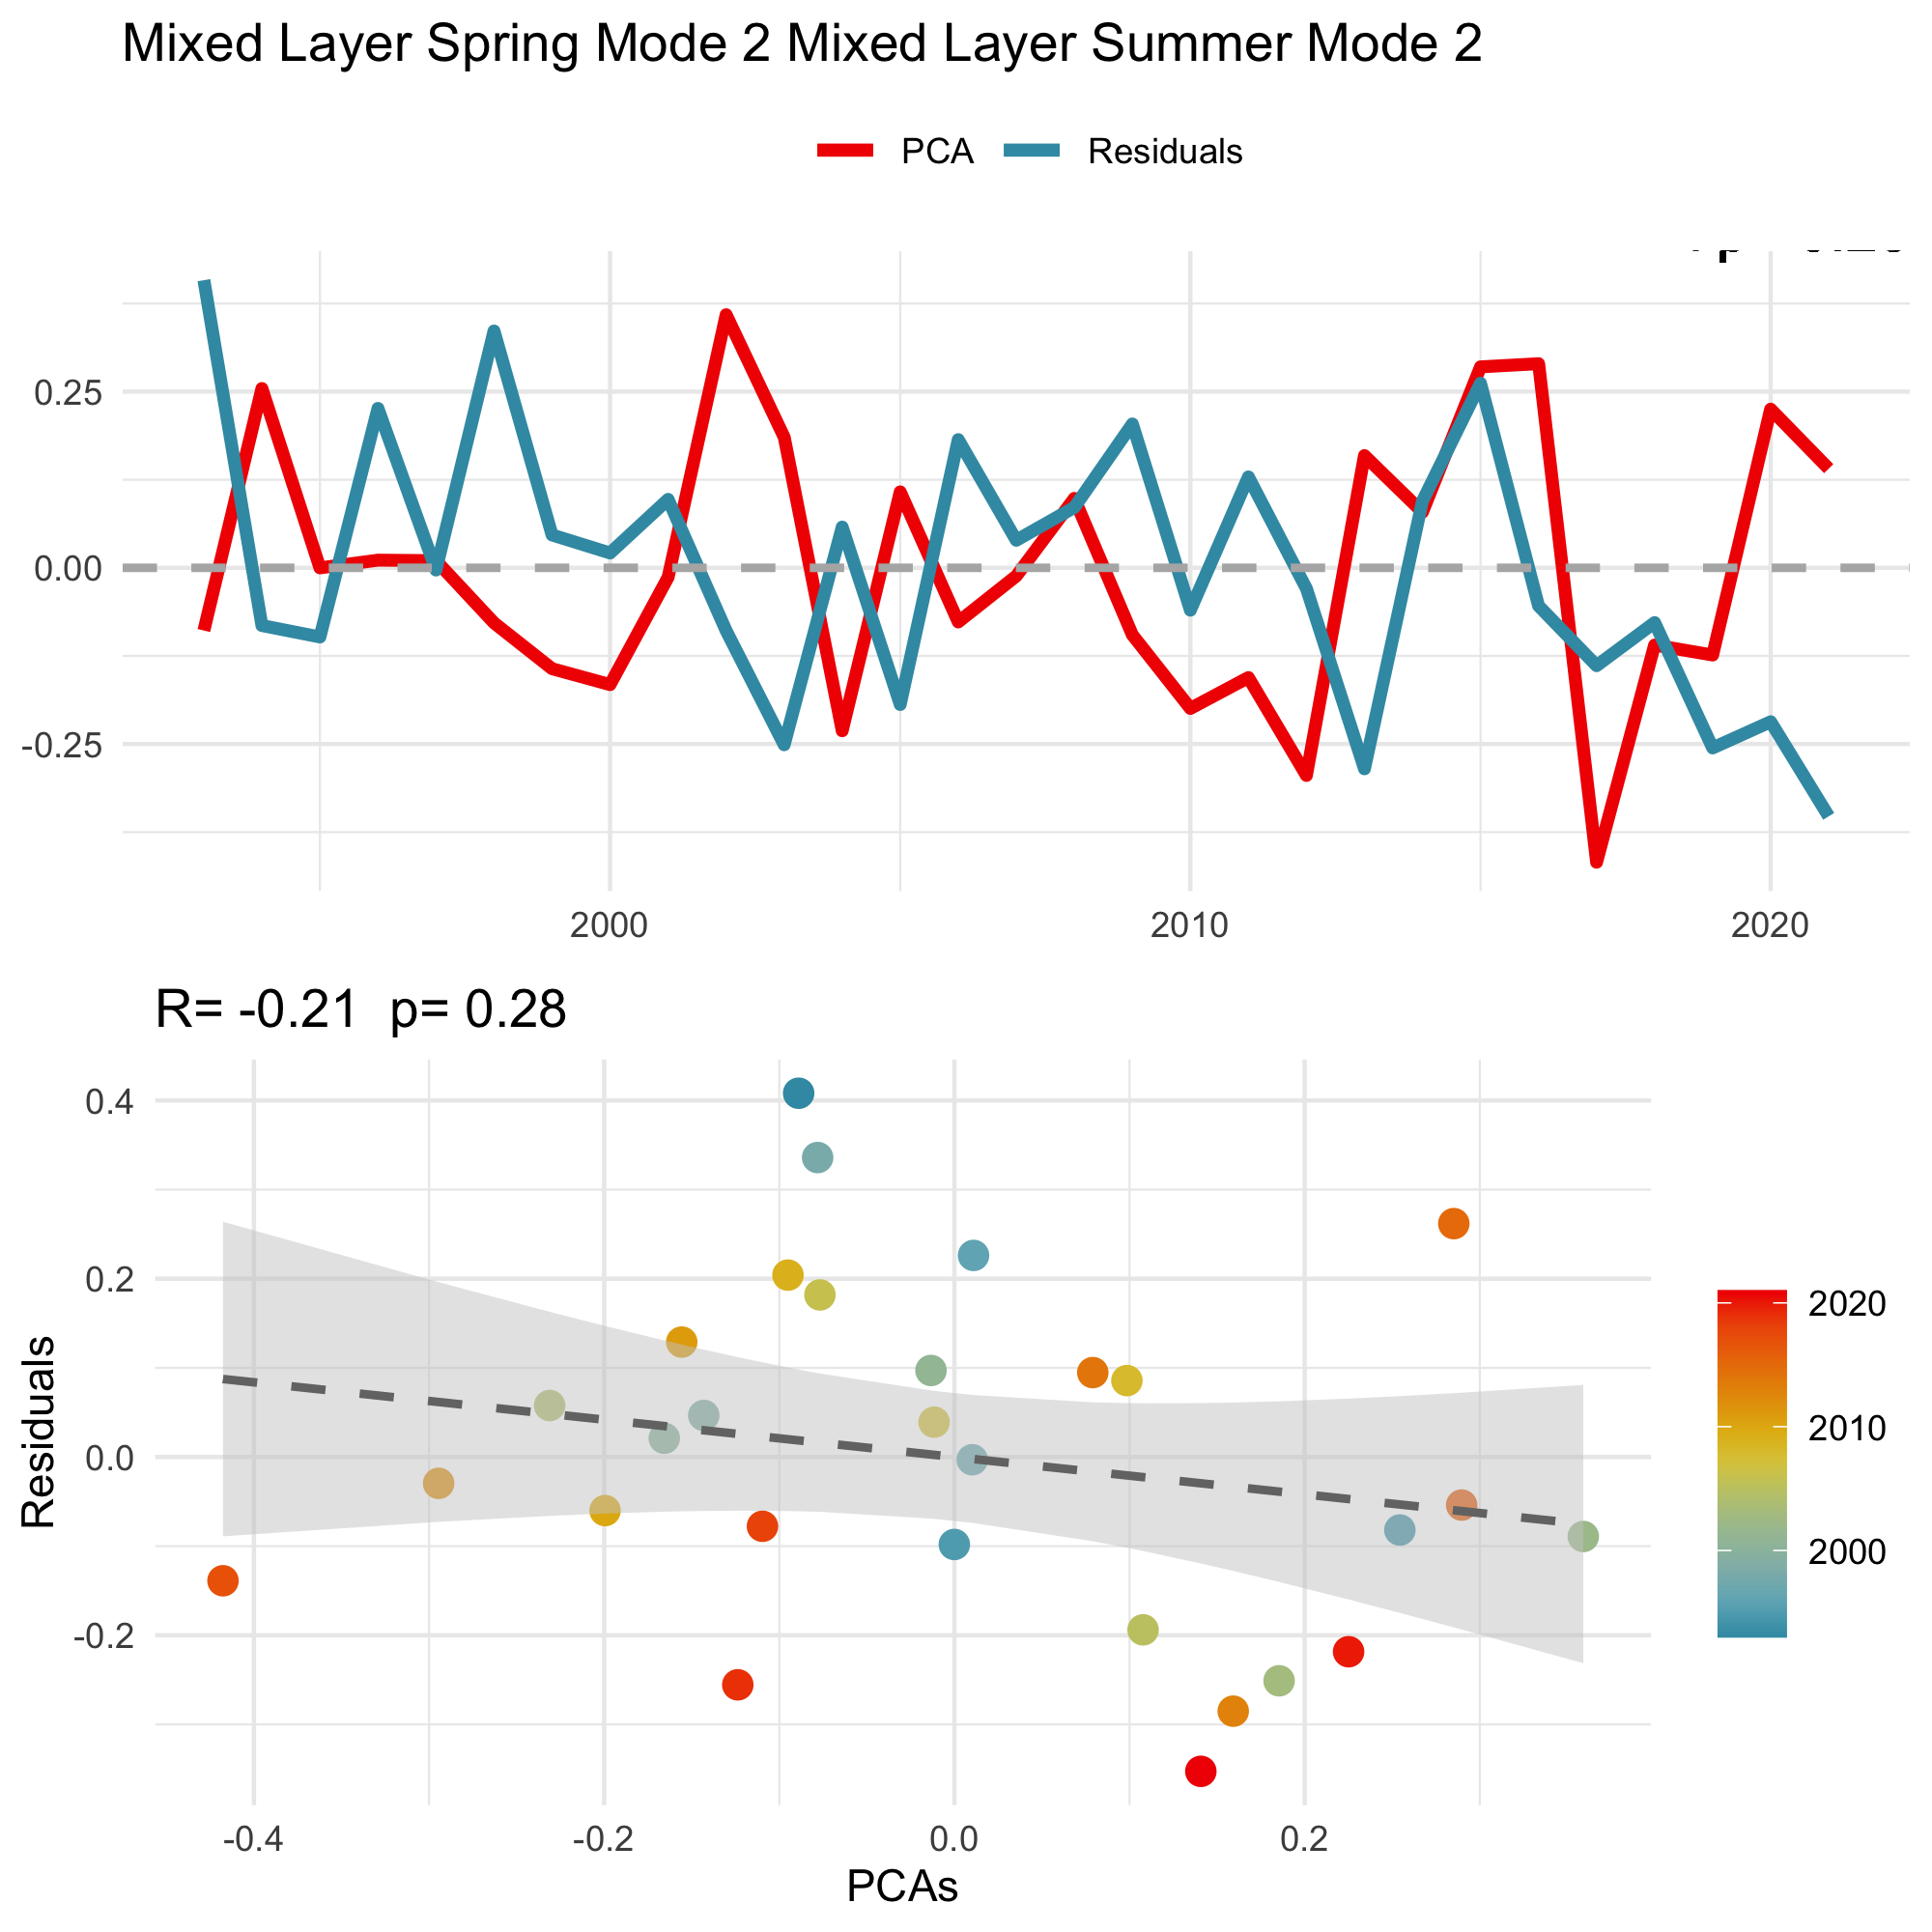 Mixed Layer Spring Mode 2 Mixed Layer Summer Mode 2
PCA Residuals
0.25
0.00
-0.25
2000 2010 2020
R= -0.21 p= 0.28
Residuals
0.4
0.2
0.0
-0.2
-0.4 -0.2 0.0 0.2
PCAs
2020
2010
2000